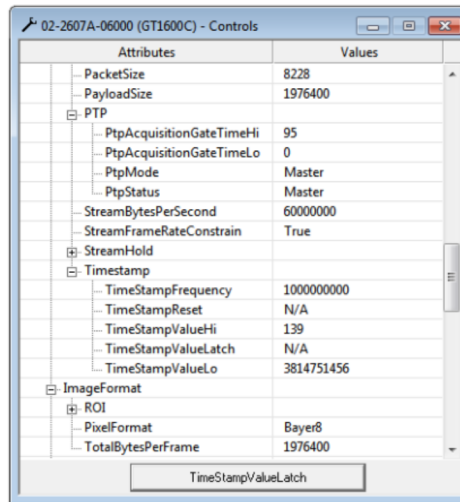 02-2607A-06000 (GT1600C) - Controls
Attributes Values
PacketSize 8228
PayloadSize 1976400
PTP
PtpAcquisitionGateTimeHi 95
PtpAcquisitionGateTimeLo 0
PtpMode Master
PtpStatus Master
StreamBytesPerSecond 60000000
StreamFrameRateConstrain True
StreamHold
Timestamp
TimeStampFrequency 1000000000
TimeStampReset N/A
TimeStampValueHi 139
TimeStampValueLatch N/A
TimeStampValueLo 3814751456
ImageFormat
ROI
PixelFormat Bayer8
TotalBytesPerFrame 1976400
TimeStampValueLatch